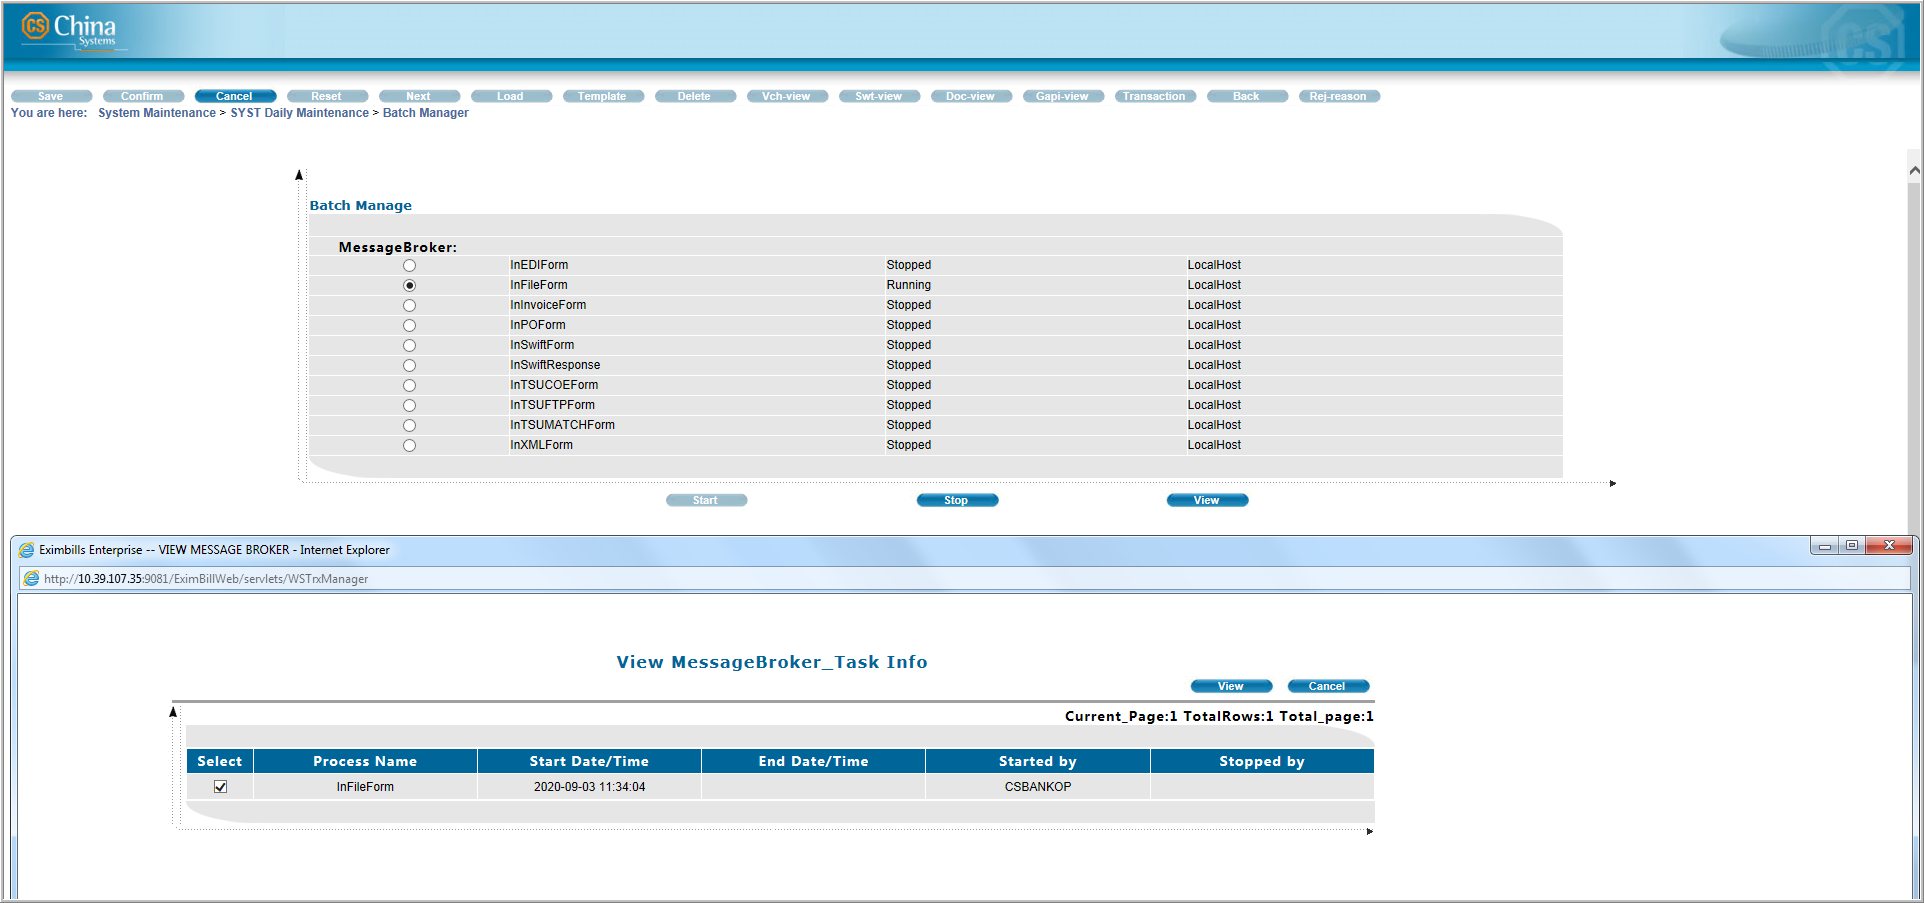 CS China
Systems
Save Confirm Cancel Reset Next Load Template Delete Vch-view Swt-view Doc-view Gapi-view Transaction Back Rej-reason
You are here: System Maintenance > SYST Daily Maintenance > Batch Manager
Batch Manage
MessageBroker:
InEDIForm Stopped LocalHost
InFileForm Running LocalHost
InInvoiceForm Stopped LocalHost
InPOForm Stopped LocalHost
InSwiftForm Stopped LocalHost
InSwiftResponse Stopped LocalHost
InTSUCOEForm Stopped LocalHost
InTSUFTPForm Stopped LocalHost
InTSUMATCHForm Stopped LocalHost
InXMLForm Stopped LocalHost
Start Stop View
Eximbills Enterprise -- VIEW MESSAGE BROKER - Internet Explorer
http://10.39.107.35:9081/EximBillWeb/servlets/WSTrxManager
View MessageBroker_Task Info
View Cancel
Current_Page:1 TotalRows:1 Total_page:1
Select Process Name Start Date/Time End Date/Time Started by Stopped by
InFileForm 2020-09-03 11:34:04 CSBANKOP